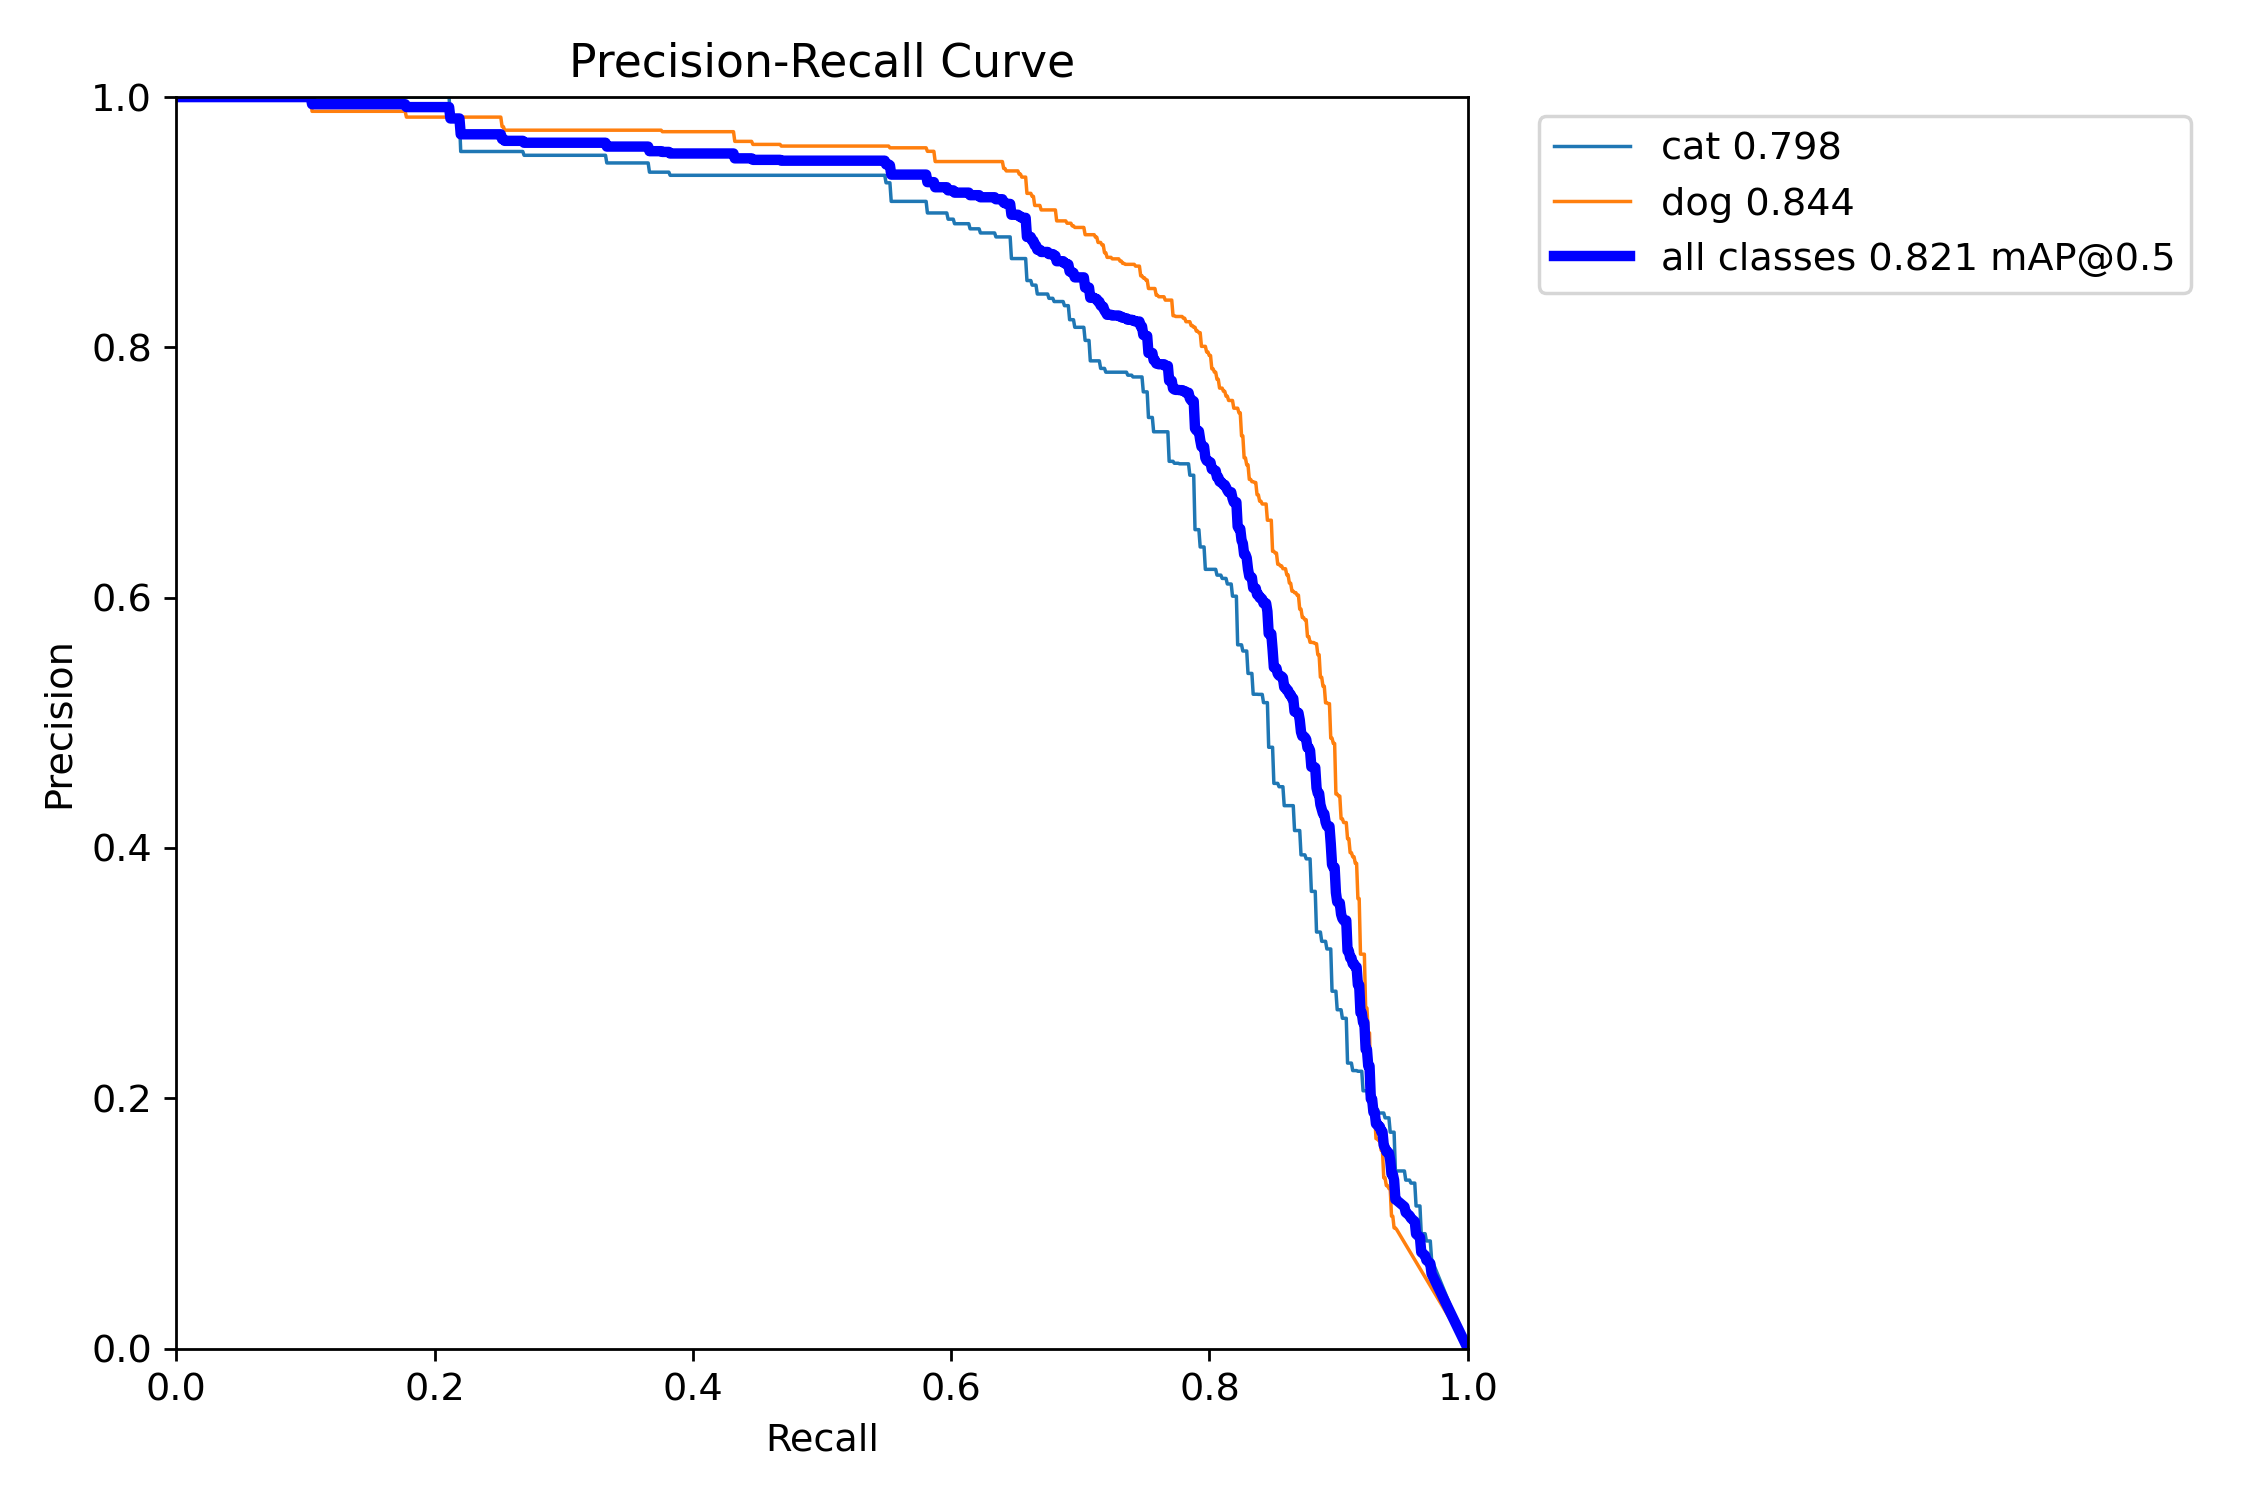 Precision-Recall Curve
1.0
0.8
0.6
0.4
0.2
0.0
Precision
0.0 0.2 0.4 0.6 0.8 1.0
Recall
cat 0.798
dog 0.844
all classes 0.821 mAP@0.5